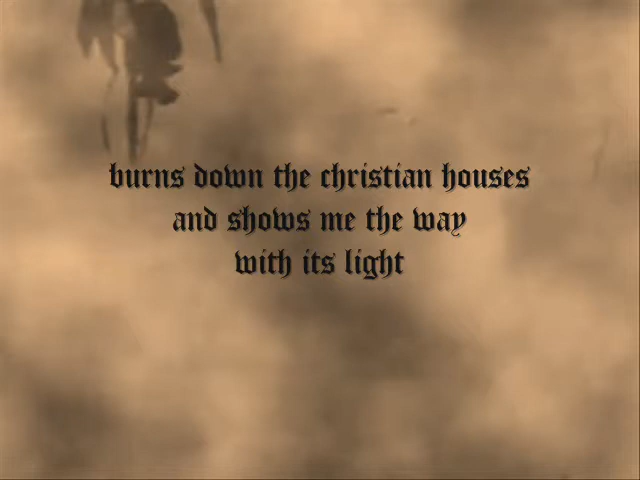 burns down the christian houses
and shows me the way
with its light